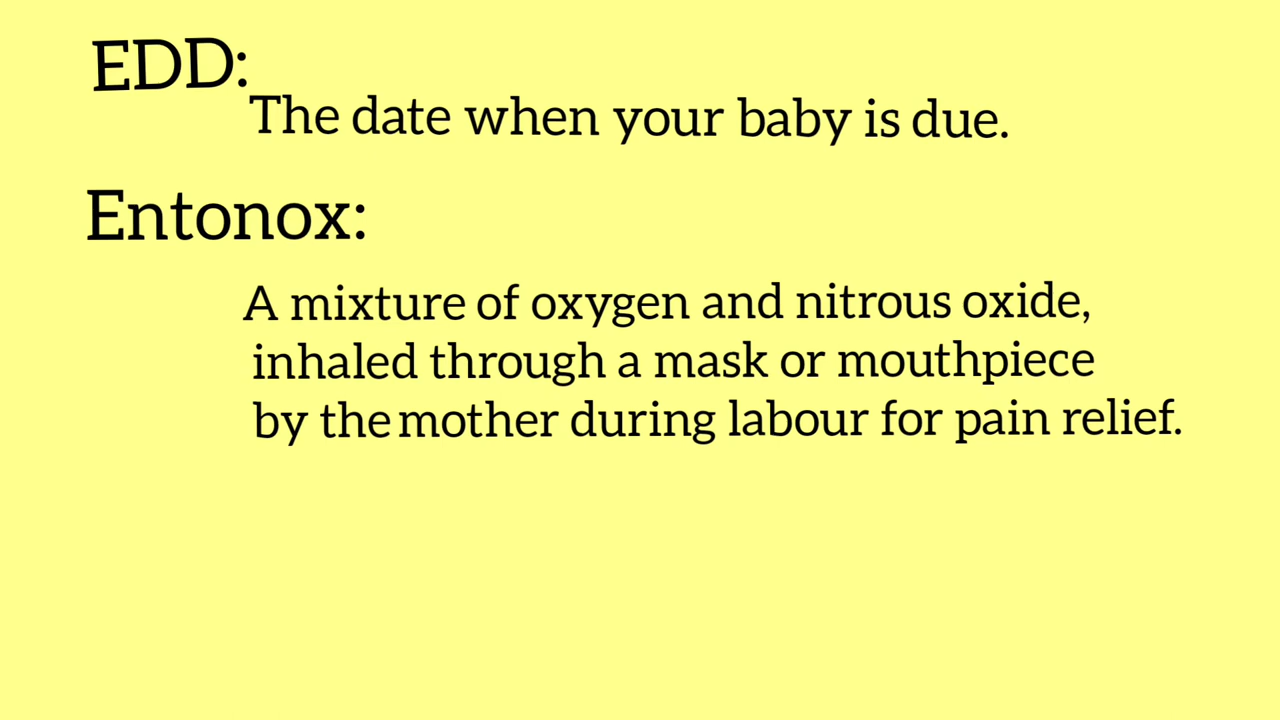 EDD:
The date when your baby is due.
Entonox:
A mixture of oxygen and nitrous oxide,
inhaled through a mask or mouthpiece
by the mother during labour for pain relief.